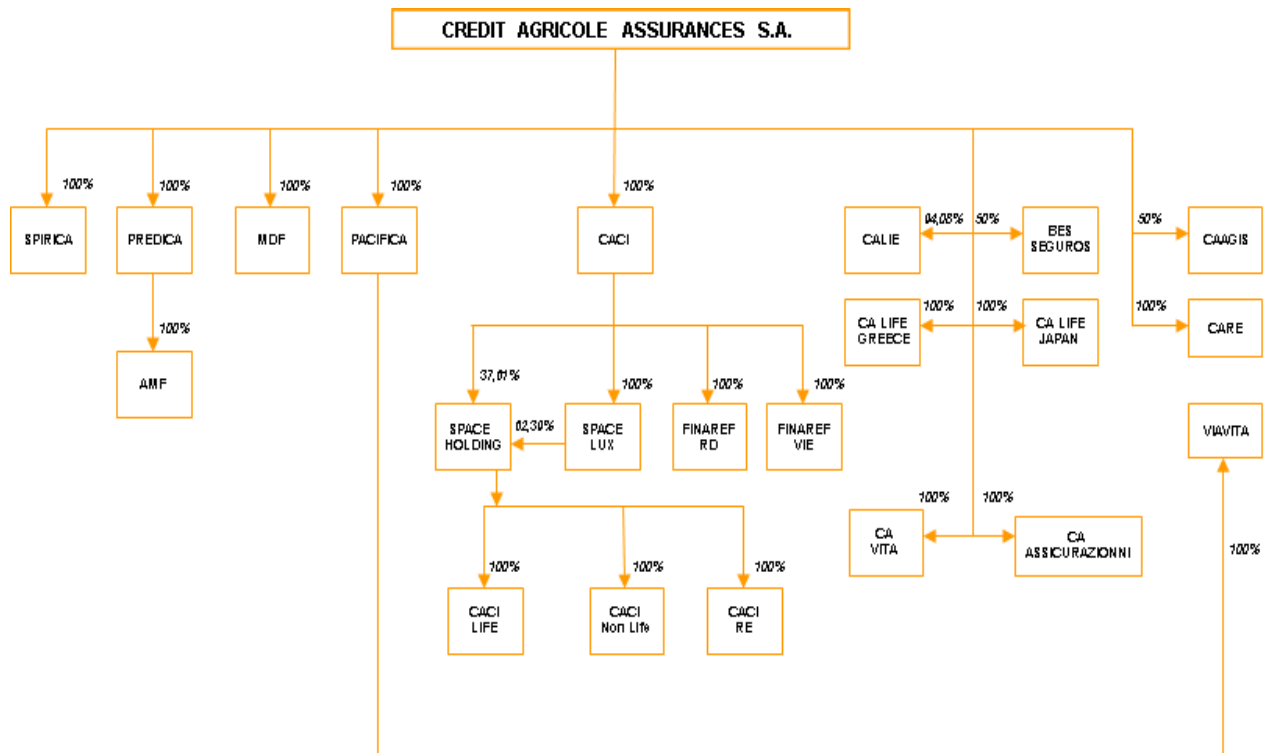 CREDIT AGRICOLE ASSURANCES S.A.
100%
100%
100%
100%
100%
SPIRICA
PREDICA
MDF
PACIFICA
CACI
CALIE
94,08%
50%
BES
SEGUROS
50%
CAAGIS
100%
AMF
CA LIFE
GREECE
100%
100%
CA LIFE
JAPAN
100%
CARE
37,61%
100%
100%
100%
SPACE
HOLDING
62,39%
SPACE
LUX
FINAREF
RD
FINAREF
VIE
VIAVITA
100%
100%
CA
VITA
CA
ASSICURAZIONNI
100%
100%
100%
100%
CACI
LIFE
CACI
Non Life
CACI
RE